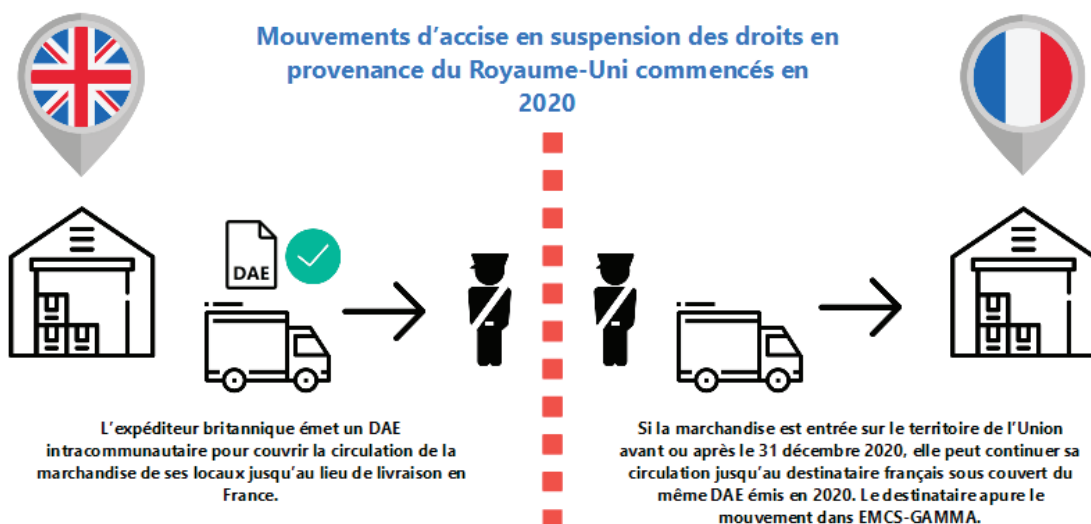 Mouvements d’accise en suspension des droits en
provenance du Royaume-Uni commencés en
2020
DAE
L’expéditeur britannique émet un DAE
intracommunautaire pour couvrir la circulation de la
marchandise de ses locaux jusqu’au lieu de livraison en
France.
Si la marchandise est entrée sur le territoire de l’Union
avant ou après le 31 décembre 2020, elle peut continuer sa
circulation jusqu’au destinataire français sous couvert du
même DAE émis en 2020. Le destinataire apure le
mouvement dans EMCS-GAMMA.